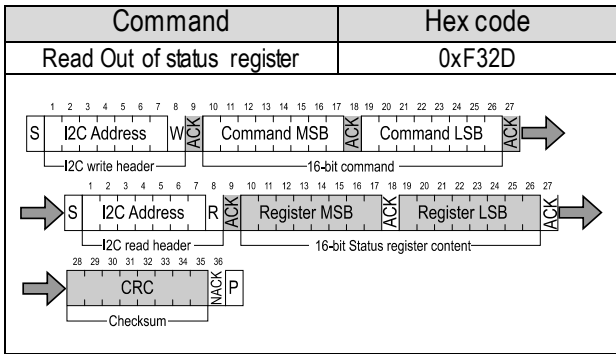 Command Hex code
Read Out of status register 0xF32D
1 2 3 4 5 6 7 8 9 10 11 12 13 14 15 16 17 18 19 20 21 22 23 24 25 26 27
S I2C Address W ACK Command MSB ACK Command LSB ACK
I2C write header 16-bit command
1 2 3 4 5 6 7 8 9 10 11 12 13 14 15 16 17 18 19 20 21 22 23 24 25 26 27
S I2C Address R ACK Register MSB ACK Register LSB ACK
I2C read header 16-bit Status register content
28 29 30 31 32 33 34 35 36
CRC NACK P
Checksum